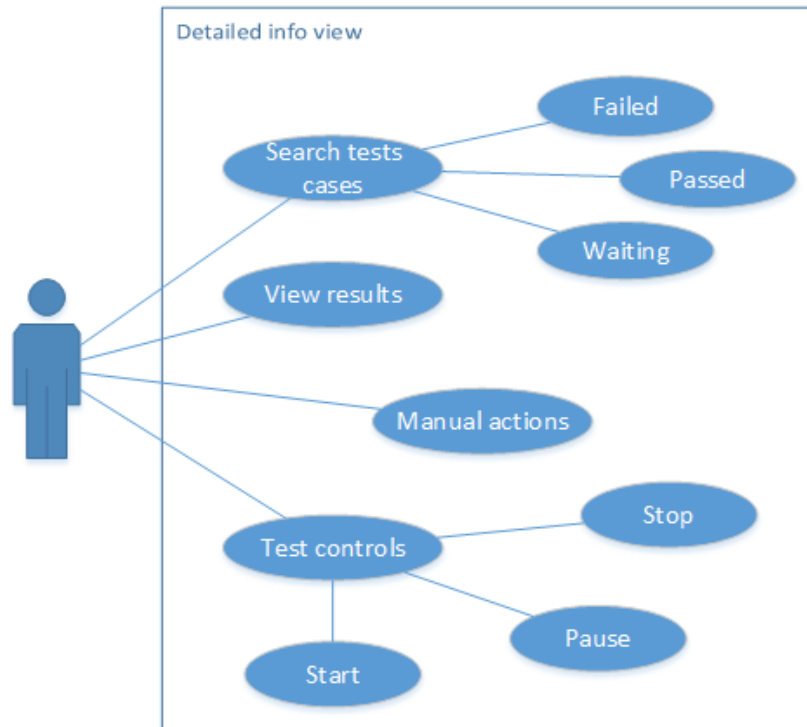 Detailed info view
Failed
Search tests
cases
Passed
Waiting
View results
Manual actions
Stop
Test controls
Pause
Start